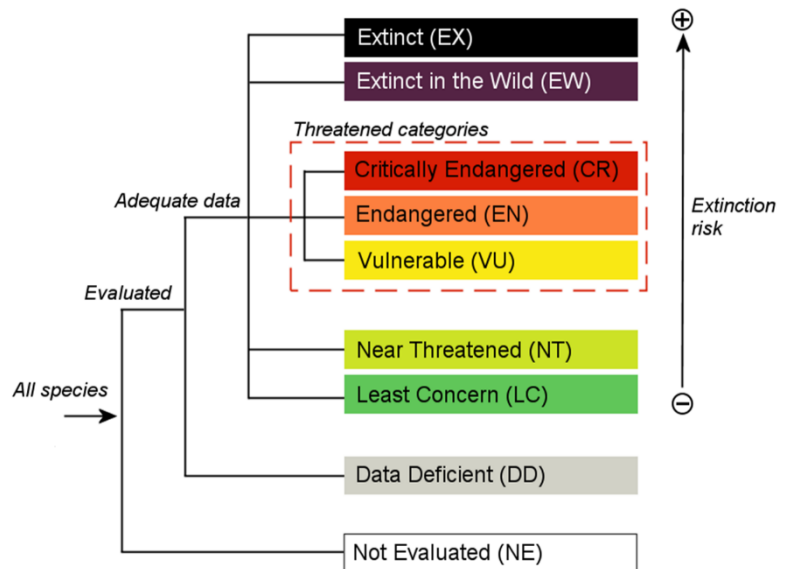 Extinct (EX)
Extinct in the Wild (EW)
Threatened categories
Critically Endangered (CR)
Adequate data
Endangered (EN)
Extinction
risk
Vulnerable (VU)
Evaluated
Near Threatened (NT)
All species
Least Concern (LC)
Data Deficient (DD)
Not Evaluated (NE)